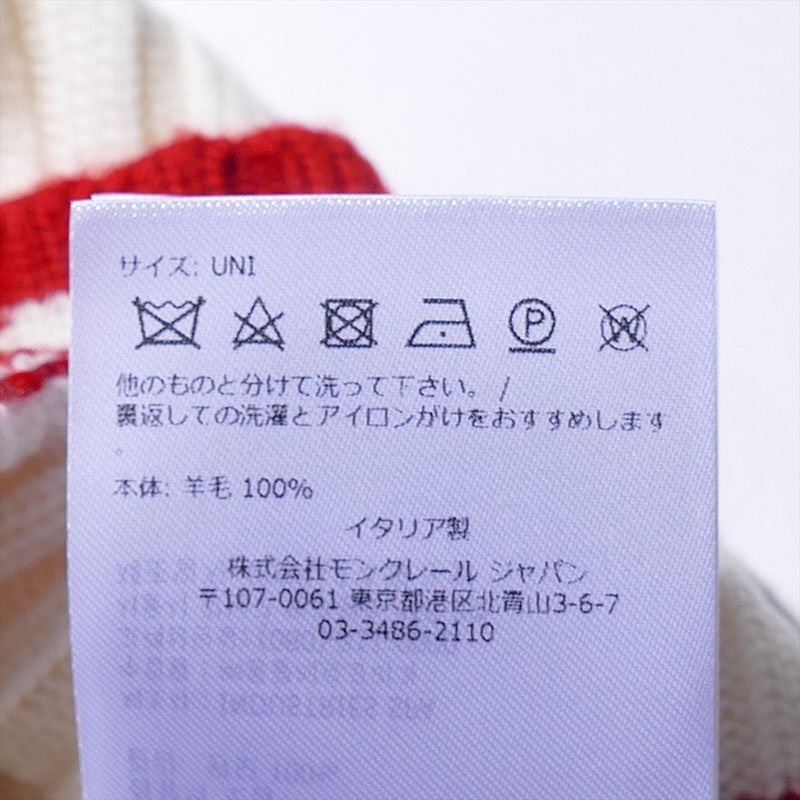 サイズ: UNI
P
W
他のものと分けて洗って下さい。 /
裏返しての洗濯とアイロンがけをおすすめします
。
本体: 羊毛 100%
イタリア製
株式会社モンクレール ジャパン
〒107-0061 東京都港区北青山3-6-7
03-3486-2110